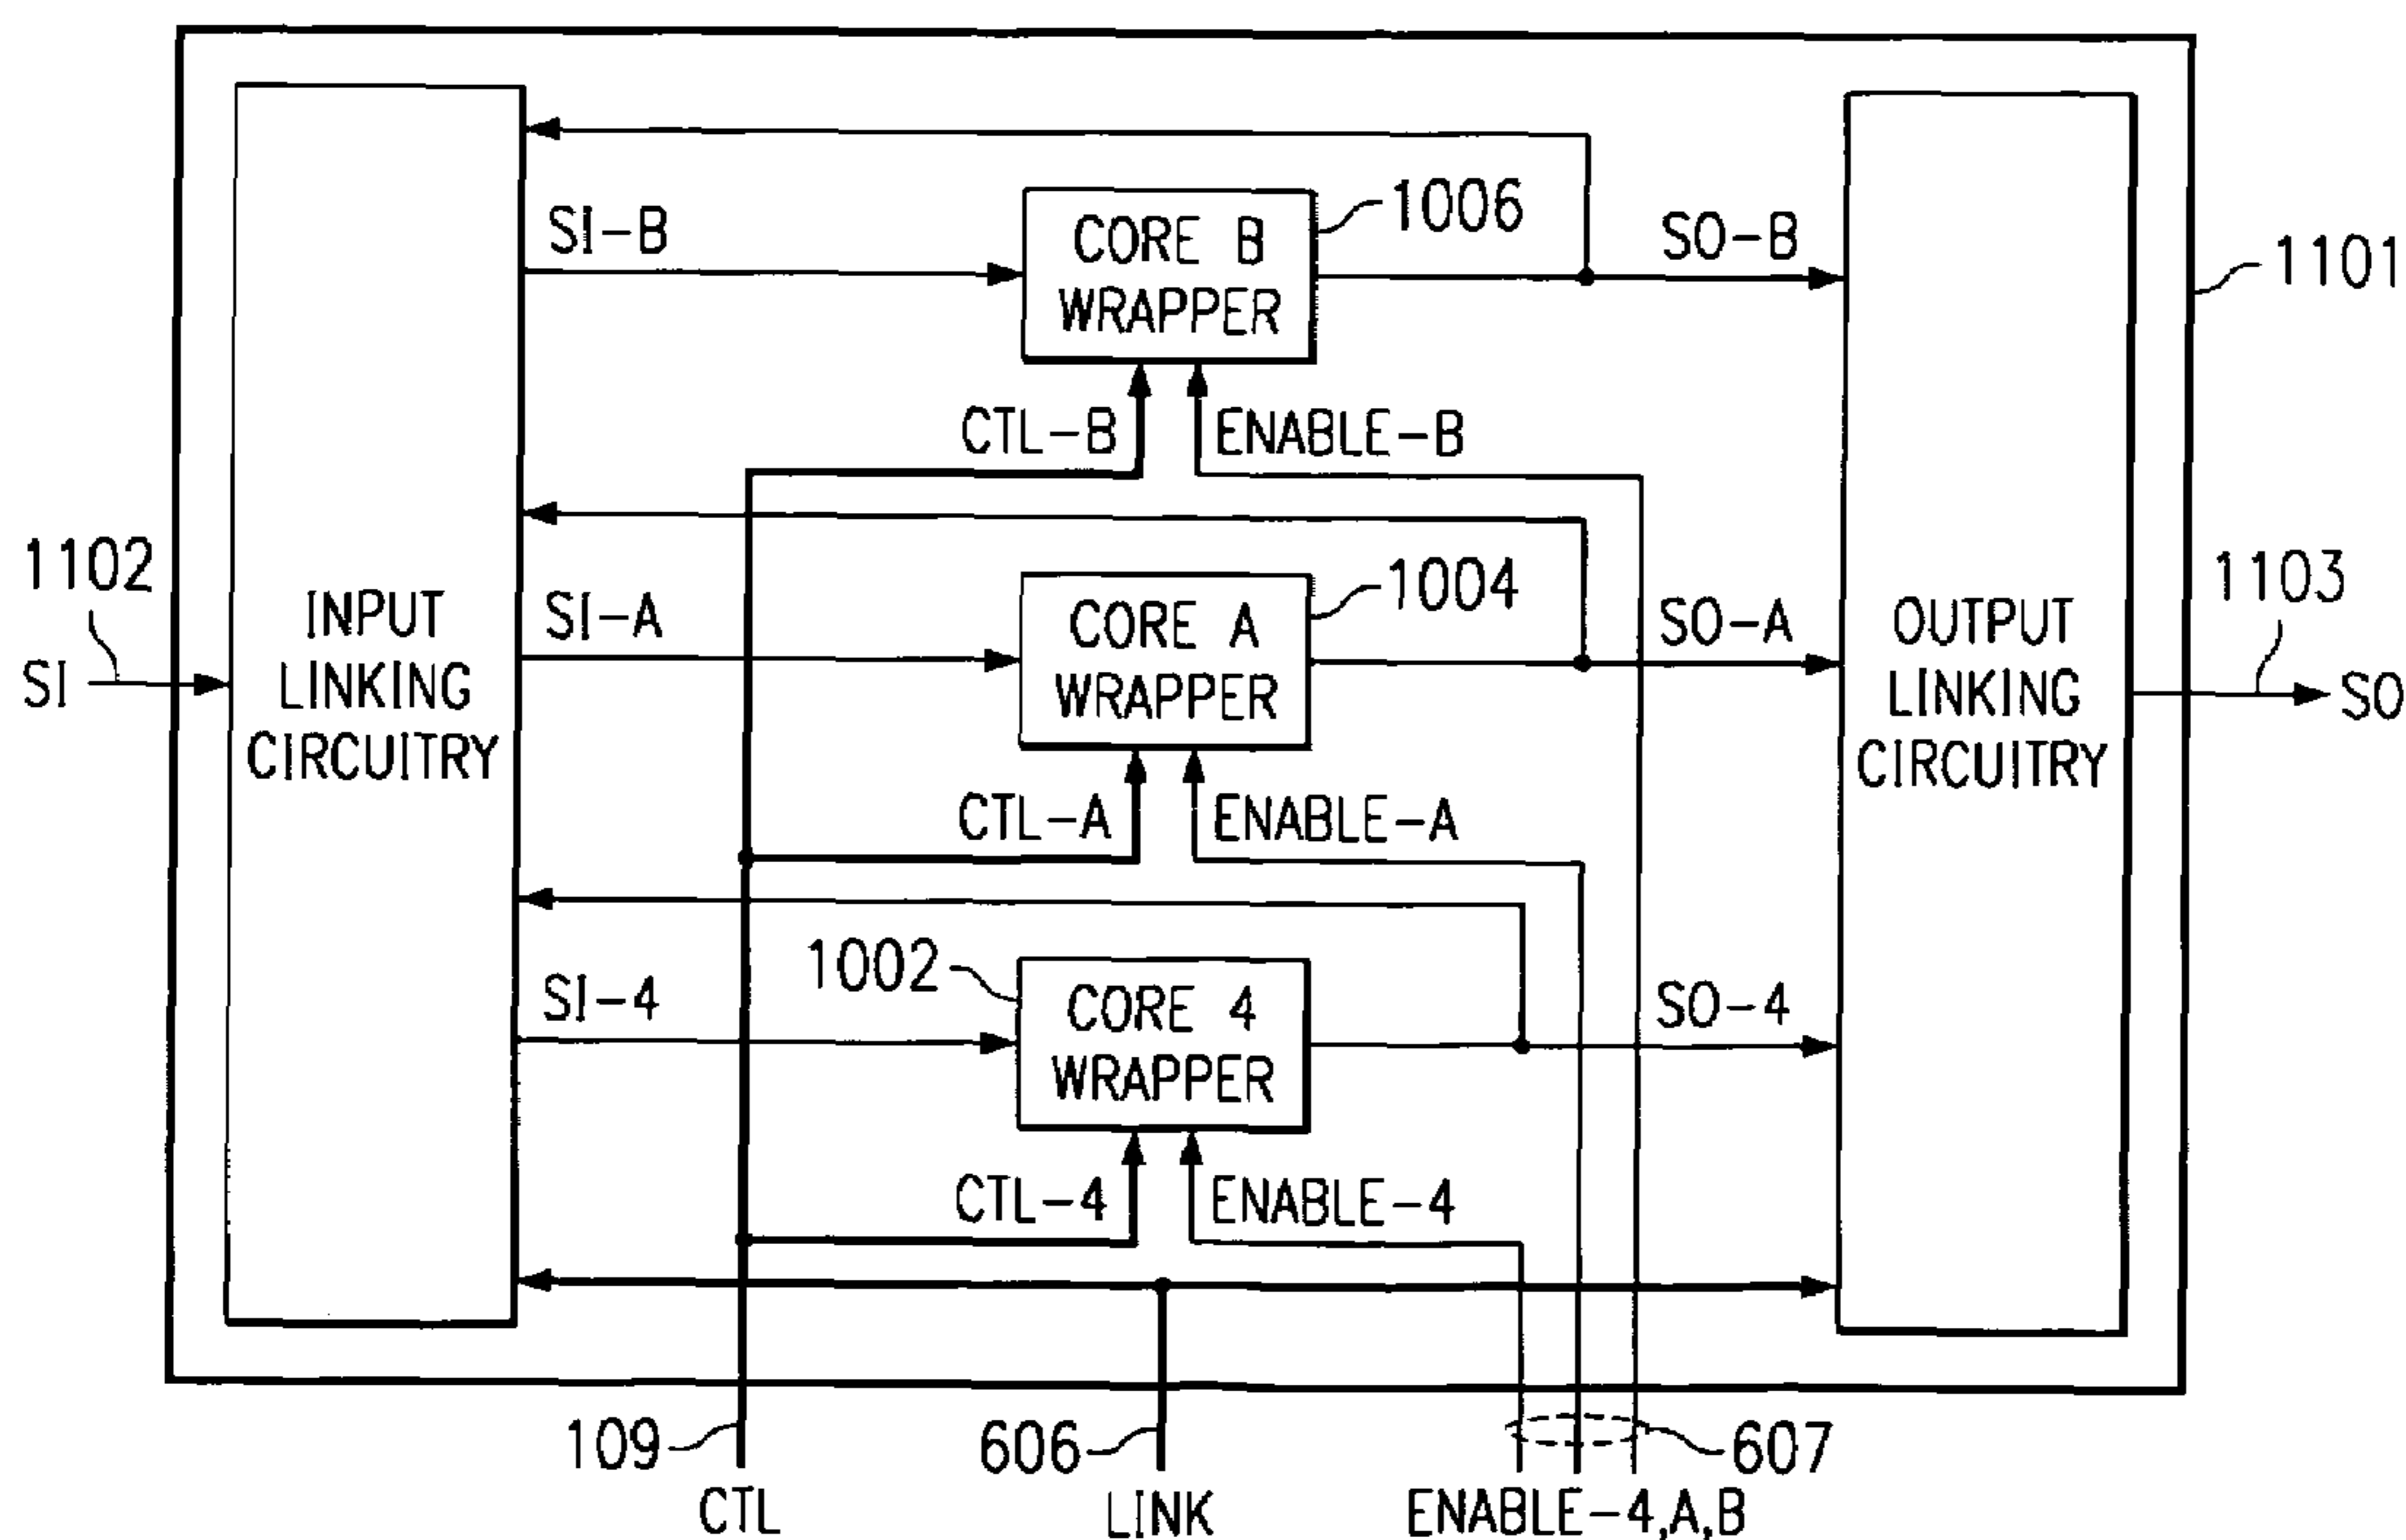 SI-B
CORE B
WRAPPER
1006
SO-B
1101
CTL-B
ENABLE-B
1102
SI
INPUT
LINKING
CIRCUITRY
SI-A
CORE A
WRAPPER
1004
SO-A
OUTPUT
LINKING
CIRCUITRY
1103
SO
CTL-A
ENABLE-A
1002
SI-4
CORE 4
WRAPPER
SO-4
CTL-4
ENABLE-4
109
CTL
606
LINK
607
ENABLE-4,A,B